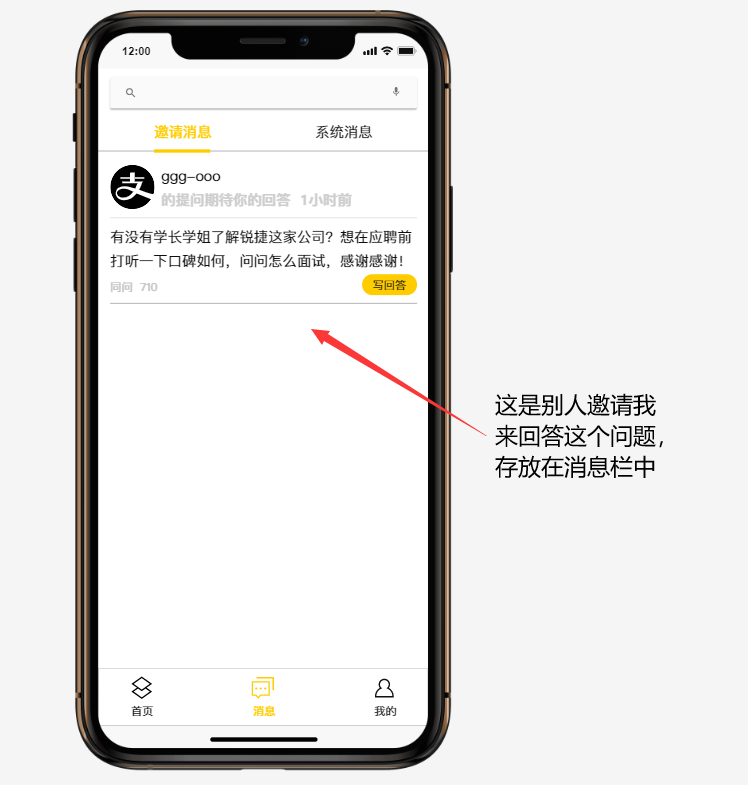 12:00
邀请消息
系统消息
支
ggg-ooo
的提问期待你的回答 1小时前
有没有学长学姐了解锐捷这家公司？想在应聘前
打听一下口碑如何，问问怎么面试，感谢感谢！
同问 710
写回答
这是别人邀请我
来回答这个问题，
存放在消息栏中
首页
消息
我的